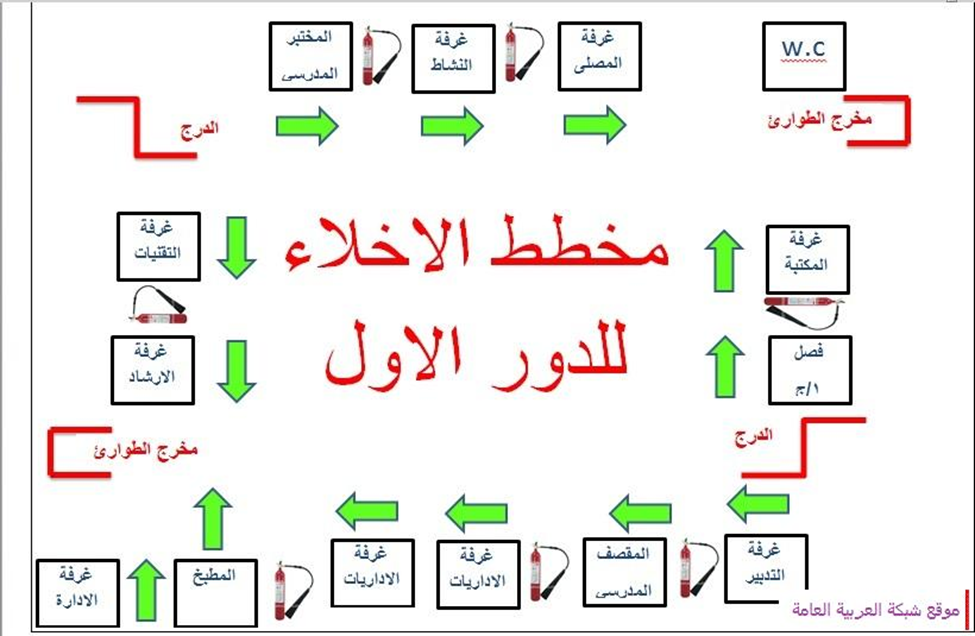 المختبر
المدرسي
غرفة
النشاط
غرفة
المصلى
w.c
الدرج
مخرج الطوارئ
غرفة
التقنيات
مخطط الاخلاء
للدور الاول
غرفة
المكتبة
غرفة
الارشاد
فصل
١/ج
مخرج الطوارئ
الدرج
غرفة
الادارة
المطبخ
غرفة
الاداريات
غرفة
الاداريات
المقصف
المدرسي
غرفة
التدبير
موقع شبكة العربية العامة